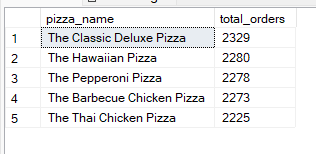 pizza_name total_orders
1 The Classic Deluxe Pizza 2329
2 The Hawaiian Pizza 2280
3 The Pepperoni Pizza 2278
4 The Barbecue Chicken Pizza 2273
5 The Thai Chicken Pizza 2225